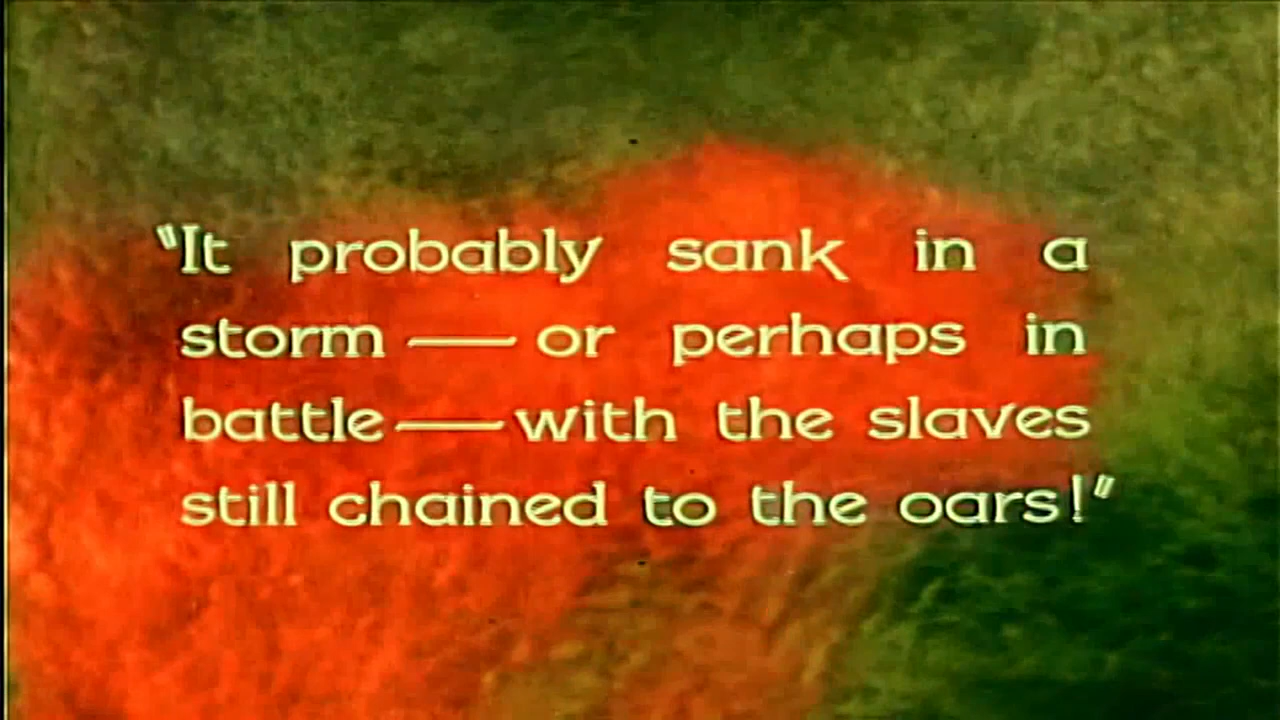 “It probably sank in a
storm — or perhaps in
battle — with the slaves
still chained to the oars!”